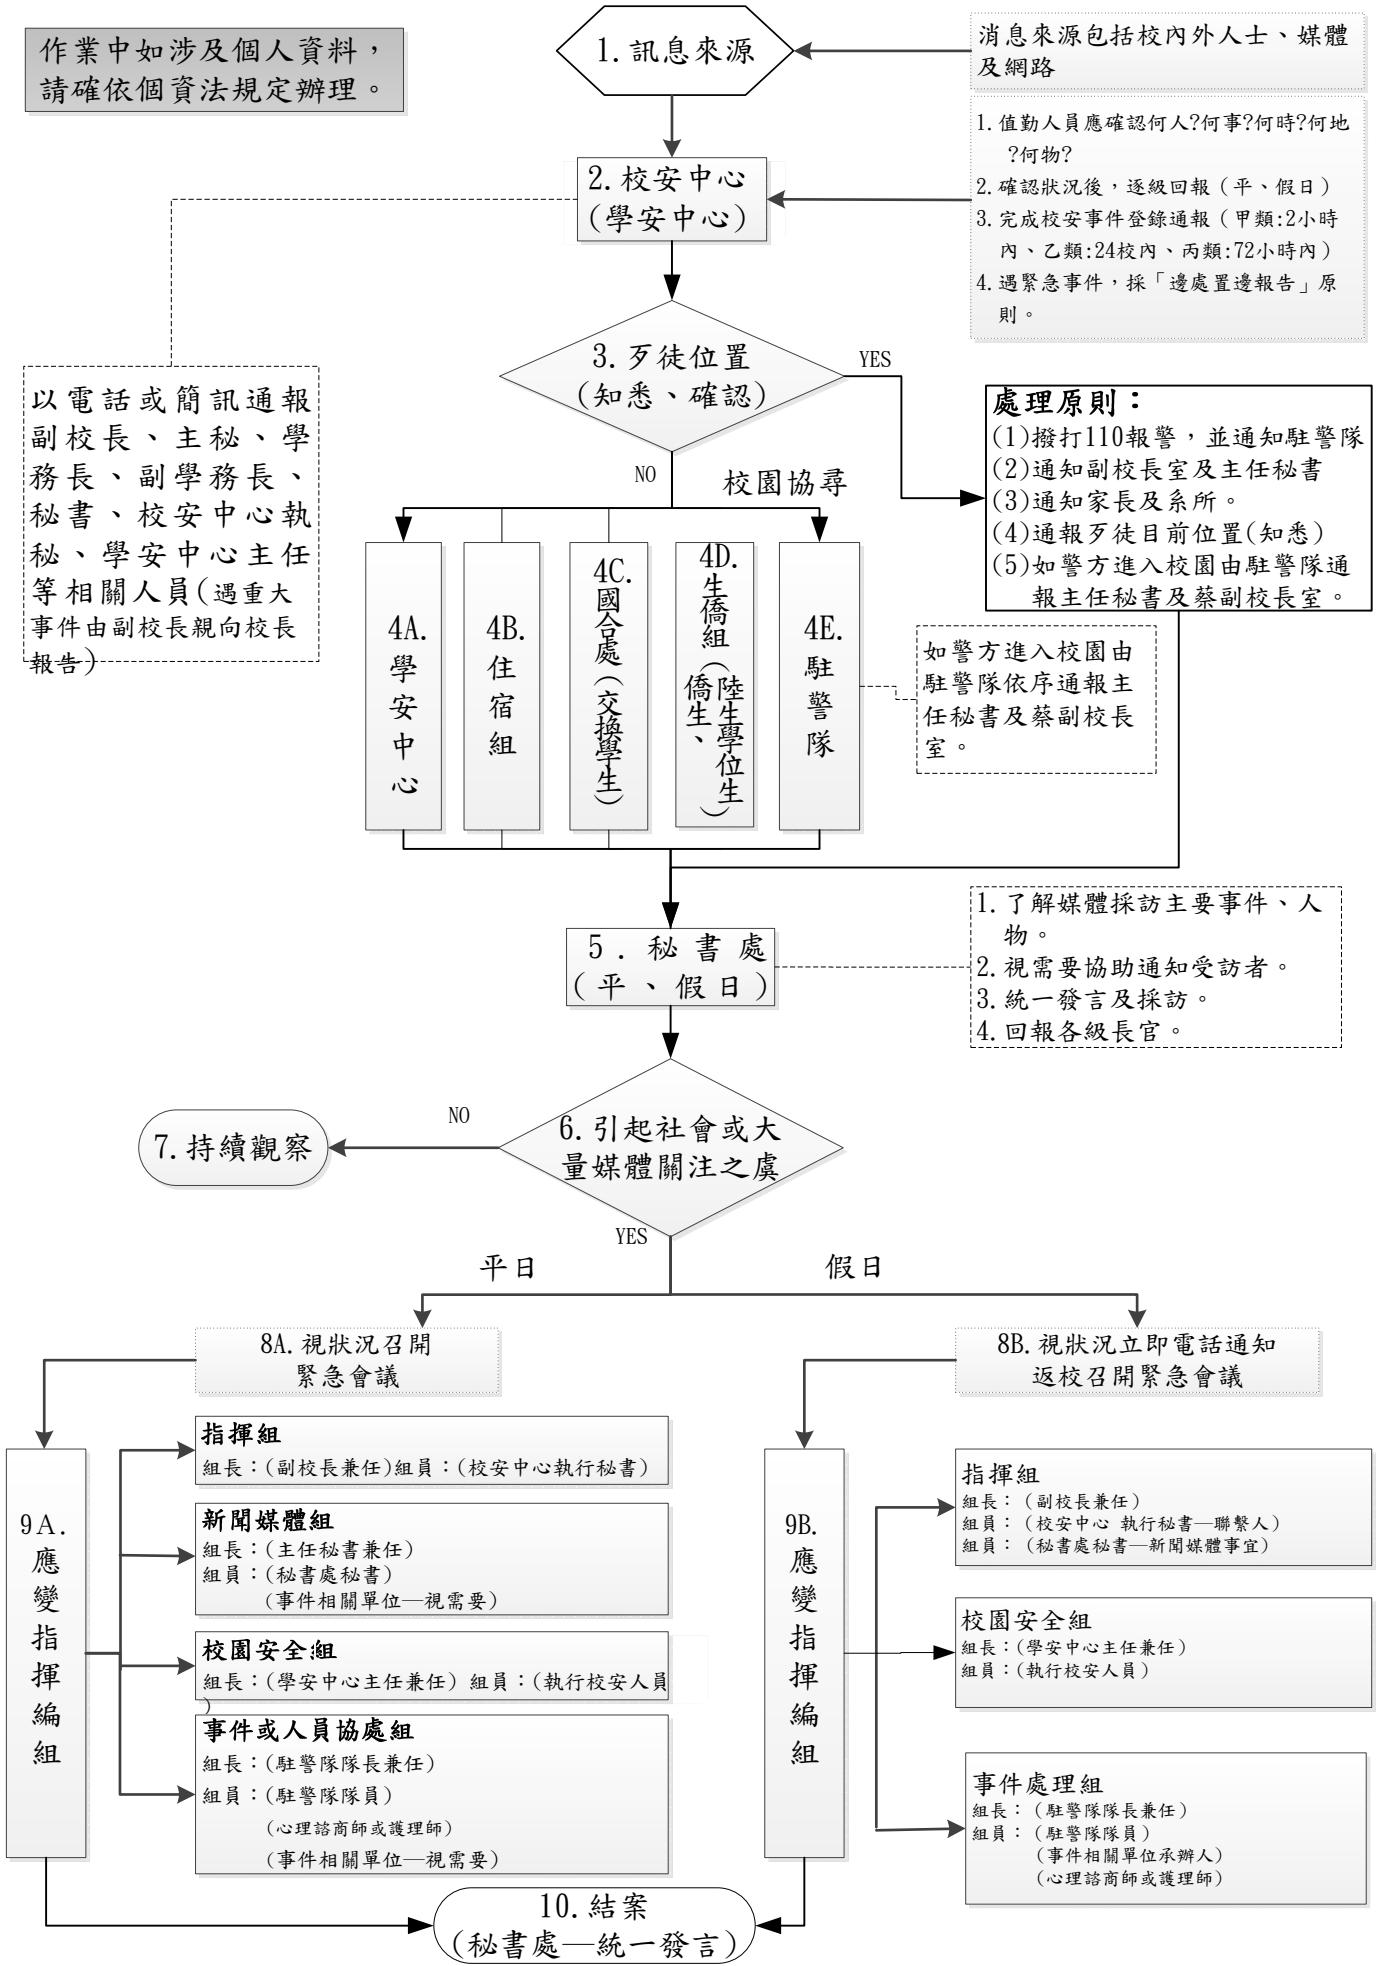 作業中如涉及個人資料，
請確依個資法規定辦理。
1.訊息來源
消息來源包括校內外人士、媒體
及網路
2.校安中心
(學安中心)
1.值勤人員應確認何人?何事?何時?何地
?何物?
2.確認狀況後，逐級回報（平、假日）
3.完成校安事件登錄通報（甲類:2小時
內、乙類:24校內、丙類:72小時內）
4.遇緊急事件，採「邊處置邊報告」原
則。
以電話或簡訊通報
副校長、主秘、學
務長、副學務長、
秘書、校安中心執
秘、學安中心主任
等相關人員(遇重大
事件由副校長親向校長
報告)
3.歹徒位置
(知悉、確認)
YES
NO
校園協尋
處理原則：
(1)撥打110報警，並通知駐警隊
(2)通知副校長室及主任秘書
(3)通知家長及系所。
(4)通報歹徒目前位置(知悉)
(5)如警方進入校園由駐警隊通
報主任秘書及蔡副校長室。
4A.
學
安
中
心
4B.
住
宿
組
4C.
國合處(交換學生)
4D.
生僑組(陸生學位生)
僑生、
4E.
駐
警
隊
如警方進入校園由
駐警隊依序通報主
任秘書及蔡副校長
室。
5.秘書處
(平、假日)
1.了解媒體採訪主要事件、人
物。
2.視需要協助通知受訪者。
3.統一發言及採訪。
4.回報各級長官。
6.引起社會或大
量媒體關注之虞
NO
7.持續觀察
YES
平日
假日
8A.視狀況召開
緊急會議
8B.視狀況立即電話通知
返校召開緊急會議
9A.
應
變
指
揮
編
組
指揮組
組長：(副校長兼任)組員：(校安中心執行秘書)
新聞媒體組
組長：(主任秘書兼任)
組員：(秘書處秘書)
(事件相關單位—視需要)
校園安全組
組長：(學安中心主任兼任) 組員：(執行校安人員
)
事件或人員協處組
組長：(駐警隊隊長兼任)
組員：(駐警隊隊員)
(心理諮商師或護理師)
(事件相關單位—視需要)
9B.
應
變
指
揮
編
組
指揮組
組長：（副校長兼任）
組員：（校安中心 執行秘書—聯繫人）
組員：（秘書處秘書—新聞媒體事宜）
校園安全組
組長：(學安中心主任兼任)
組員：(執行校安人員)
事件處理組
組長：（駐警隊隊長兼任）
組員：（駐警隊隊員）
(事件相關單位承辦人)
(心理諮商師或護理師)
10.結案
(秘書處—統一發言)